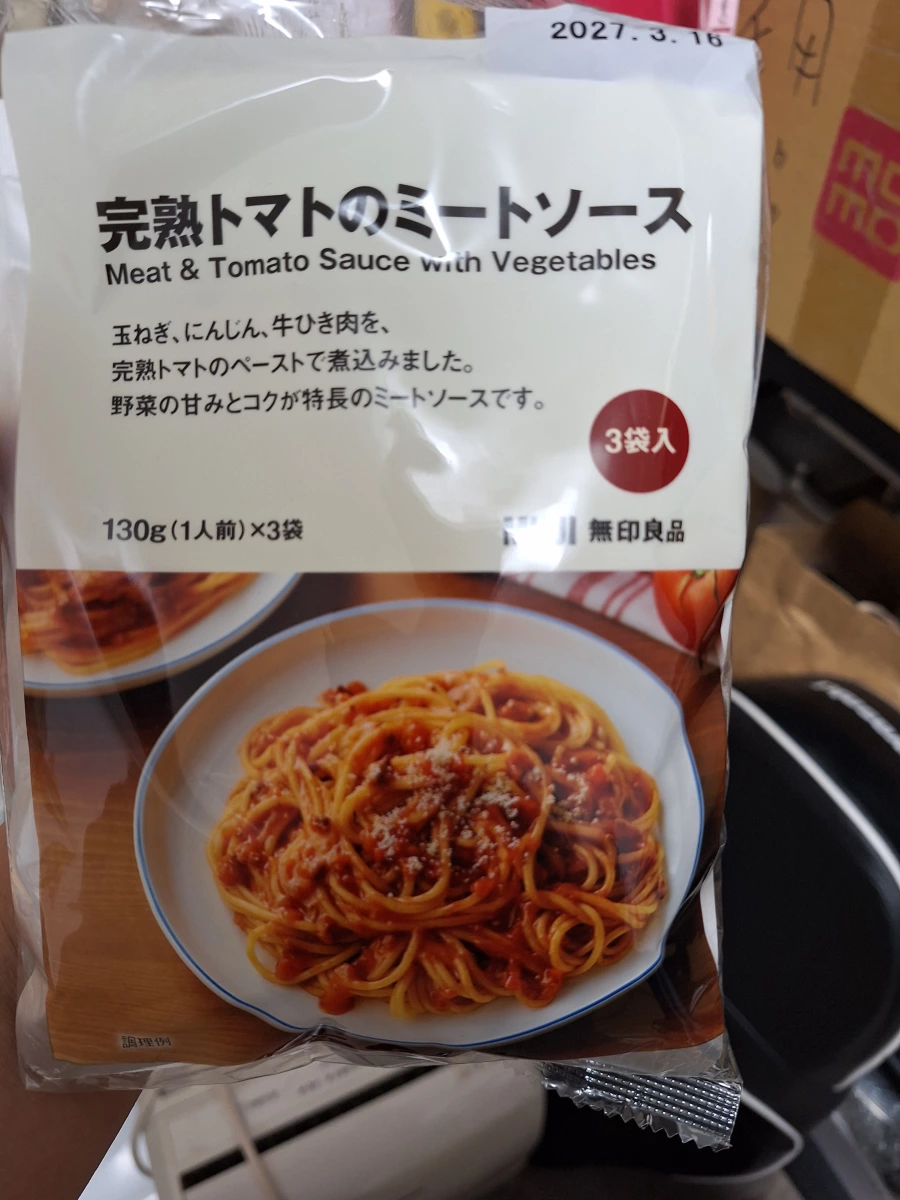 2027. 3. 16
完熟トマトのミートソース
Meat & Tomato Sauce with Vegetables
玉ねぎ、にんじん、牛ひき肉を、
完熟トマトのペーストで煮込みました。
野菜の甘みとコクが特長のミートソースです。
3袋入
130g(1人前)×3袋
無印良品
調理例